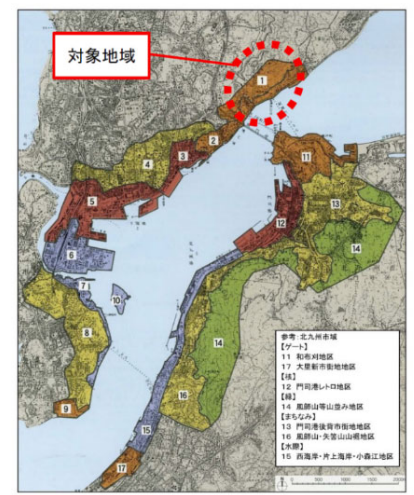 対象地域
1
2
3
4
5
6
7
8
9
10
11
12
13
14
14
15
16
17
参考:北九州市域
【ゲート】
11 和布刈地区
17 大里新市街地地区
【核】
12 門司港レトロ地区
【緑】
14 風師山等山並み地区
【まちなみ】
13 門司港後背市街地地区
16 風師山・矢筈山山裾地区
【水際】
15 西海岸・片上海岸・小森江地区